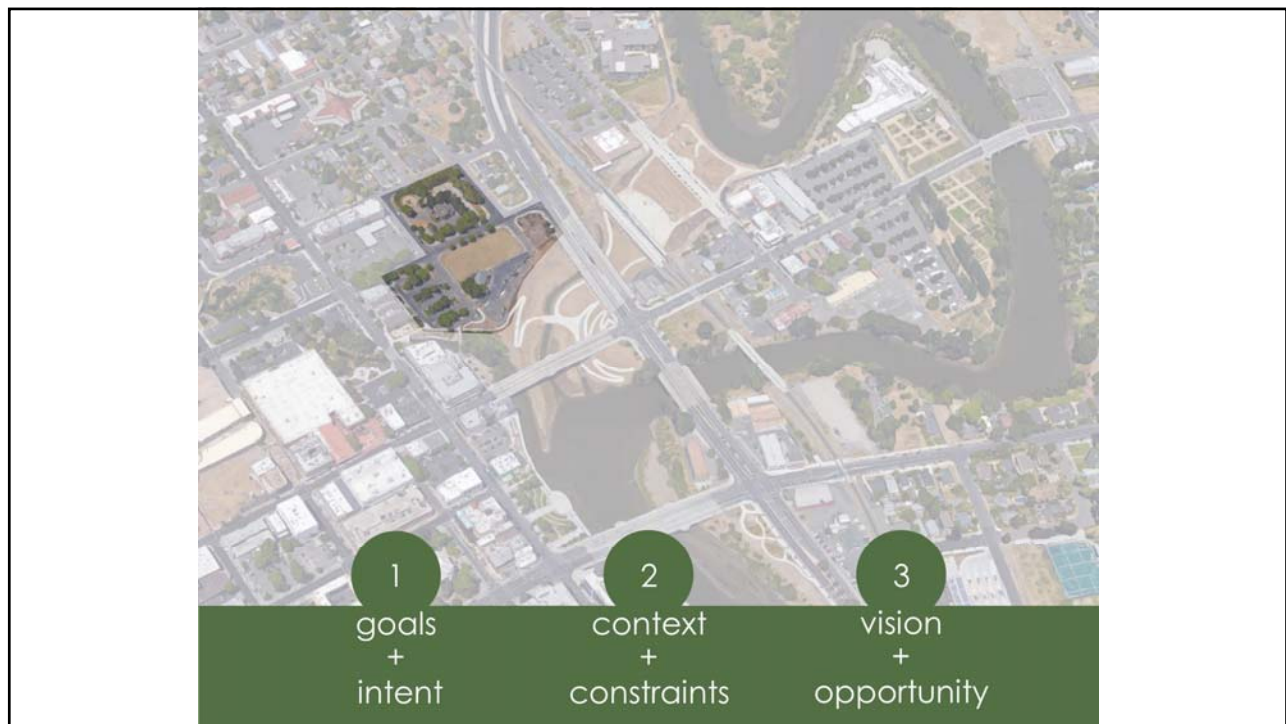 1
goals
+
intent
2
context
+
constraints
3
vision
+
opportunity